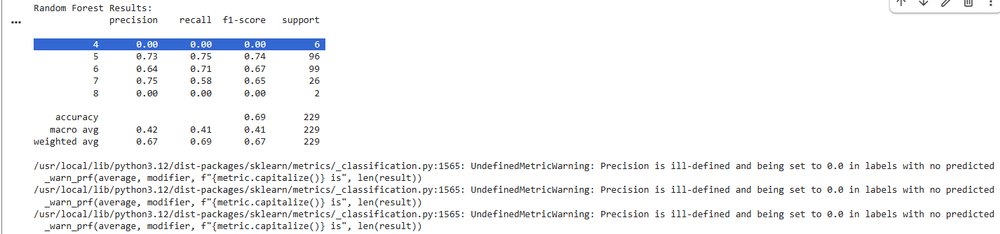 Random Forest Results:
precision recall f1-score support
4 0.00 0.00 0.00 6
5 0.73 0.75 0.74 96
6 0.64 0.71 0.67 99
7 0.75 0.58 0.65 26
8 0.00 0.00 0.00 2
accuracy 0.69 229
macro avg 0.42 0.41 0.41 229
weighted avg 0.67 0.69 0.67 229
/usr/local/lib/python3.12/dist-packages/sklearn/metrics/_classification.py:1565: UndefinedMetricWarning: Precision is ill-defined and being set to 0.0 in labels with no predicted
_warn_prf(average, modifier, f"{metric.capitalize()} is", len(result))
/usr/local/lib/python3.12/dist-packages/sklearn/metrics/_classification.py:1565: UndefinedMetricWarning: Precision is ill-defined and being set to 0.0 in labels with no predicted
_warn_prf(average, modifier, f"{metric.capitalize()} is", len(result))
/usr/local/lib/python3.12/dist-packages/sklearn/metrics/_classification.py:1565: UndefinedMetricWarning: Precision is ill-defined and being set to 0.0 in labels with no predicted
_warn_prf(average, modifier, f"{metric.capitalize()} is", len(result))